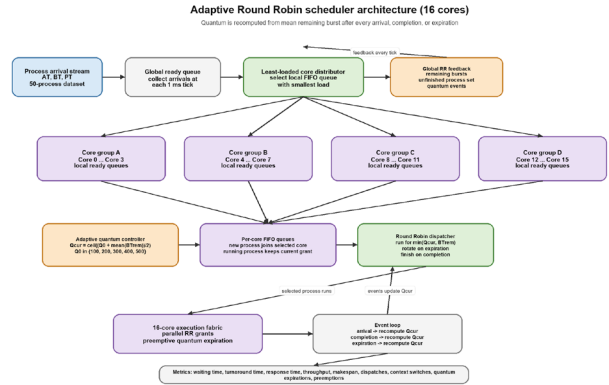 Adaptive Round Robin scheduler architecture (16 cores)
Quantum is recomputed from mean remaining burst after every arrival, completion, or expiration
feedback every tick
Process arrival stream
AT, BT, PT
50-process dataset
Global ready queue
collect arrivals at
each 1 ms tick
Least-loaded core distributor
select local FIFO queue
with smallest load
Global RR feedback
remaining bursts
unfinished process set
quantum events
Core group A
Core 0 ... Core 3
local ready queues
Core group B
Core 4 ... Core 7
local ready queues
Core group C
Core 8 ... Core 11
local ready queues
Core group D
Core 12 ... Core 15
local ready queues
Adaptive quantum controller
Qcur = ceil((Q0 + mean(BTrem))/2)
Q0 in {100, 200, 300, 400, 500}
Per-core FIFO queues
new process joins selected core
running process keeps current grant
Round Robin dispatcher
run for min(Qcur, BTrem)
rotate on expiration
finish on completion
selected process runs
events update Qcur
16-core execution fabric
parallel RR grants
preemptive quantum expiration
Event loop
arrival -> recompute Qcur
completion -> recompute Qcur
expiration -> recompute Qcur
Metrics: waiting time, turnaround time, response time, throughput, makespan, dispatches, context switches, quantum
expirations, preemptions